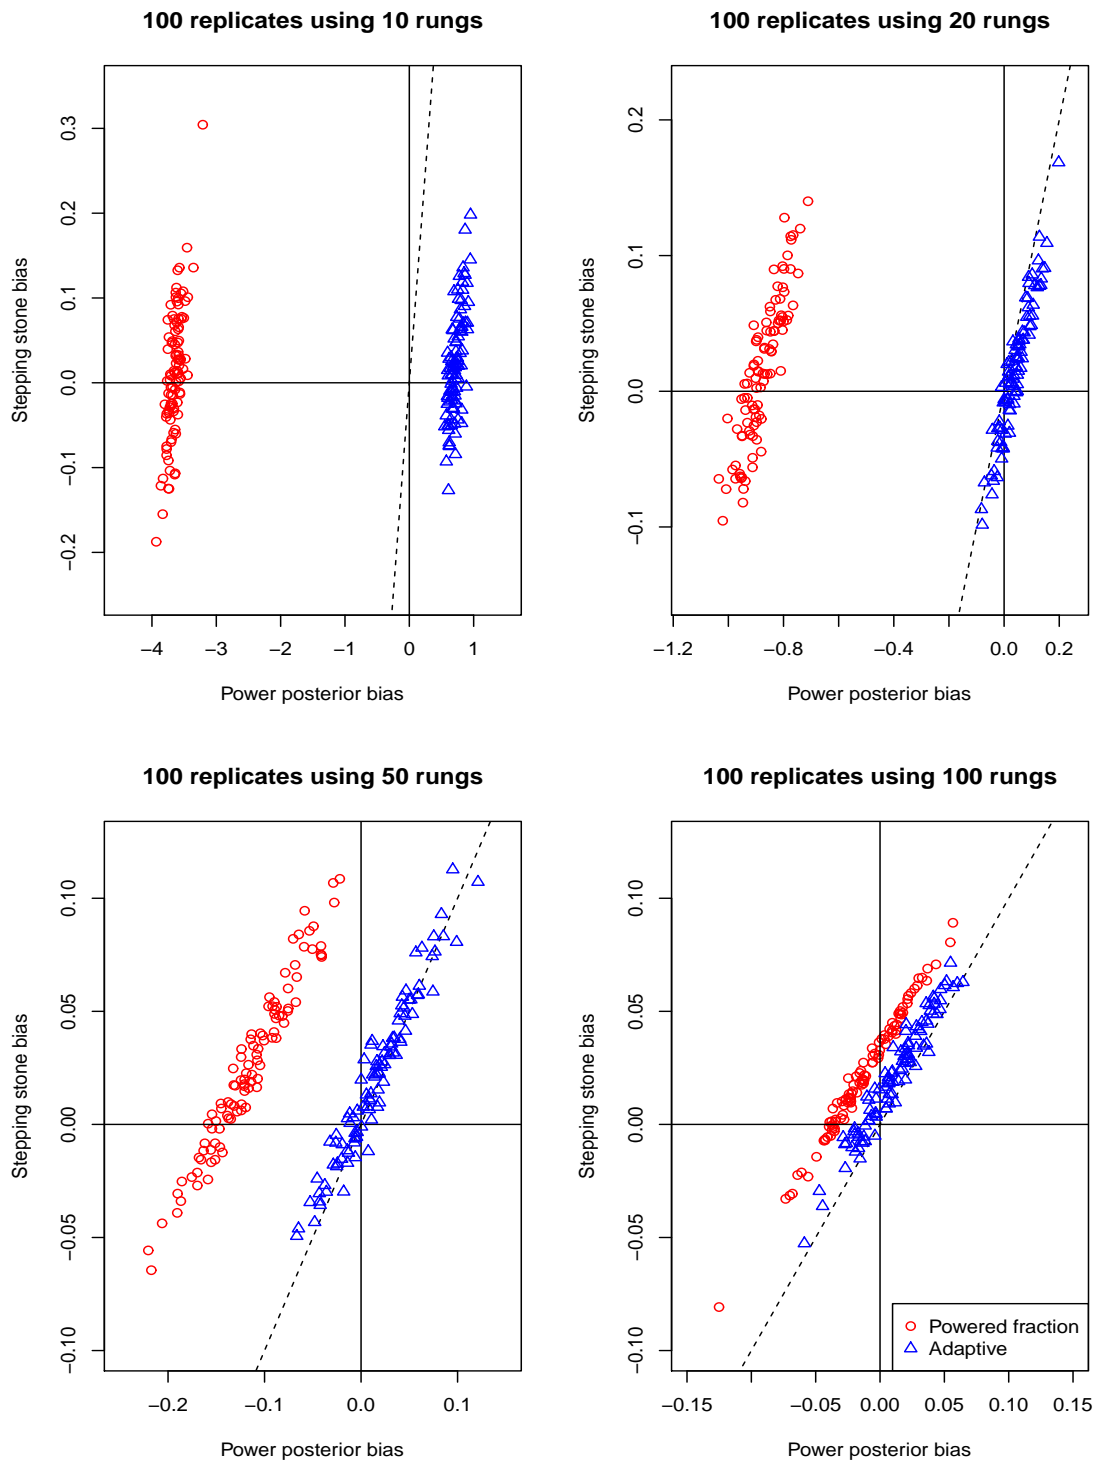 100 replicates using 10 rungs
0.3
0.2
0.1
0.0
−0.1
−0.2
Stepping stone bias
−4 −3 −2 −1 0 1
Power posterior bias
100 replicates using 20 rungs
0.2
0.1
0.0
−0.1
Stepping stone bias
−1.2 −0.8 −0.4 0.0 0.2
Power posterior bias
100 replicates using 50 rungs
0.10
0.05
0.00
−0.05
−0.10
Stepping stone bias
−0.2 −0.1 0.0 0.1
Power posterior bias
100 replicates using 100 rungs
0.10
0.05
0.00
−0.05
−0.10
Stepping stone bias
Powered fraction
Adaptive
−0.15 −0.05 0.00 0.05 0.10 0.15
Power posterior bias